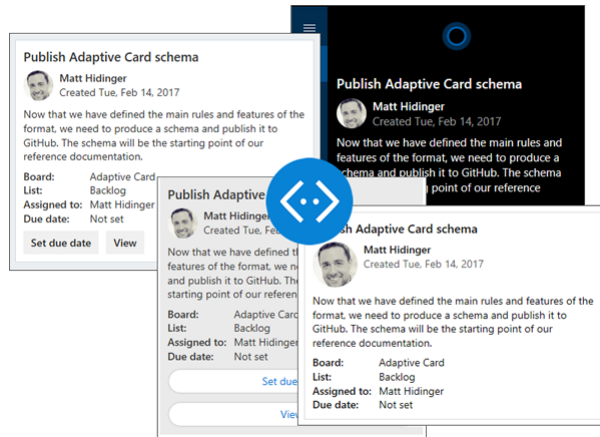 Publish Adaptive Card schema
Matt Hidinger
Created Tue, Feb 14, 2017
Now that we have defined the main rules and features of the
format, we need to produce a schema and publish it to
GitHub. The schema will be the starting point of our
reference documentation.
Board: Adaptive Card
List: Backlog
Assigned to: Matt Hidinger
Due date: Not set
Set due date View
Publish Adaptive Card schema
Matt Hidinger
Created Tue, Feb 14, 2017
Now that we have defined the main rules and
features of the format, we need to produce a
schema and publish it to GitHub. The schema
point of our reference
Publish Adaptive
Matt Hidinger
Created Tue,
Now that we have defined
features of the format, we
and publish it to GitHub.
starting point of our
Board: Adaptive Card
List: Backlog
Assigned to: Matt Hidinger
Due date: Not set
Set due
View
Adaptive Card schema
Matt Hidinger
Created Tue, Feb 14, 2017
Now that we have defined the main rules and features of the
format, we need to produce a schema and publish it to
GitHub. The schema will be the starting point of our
reference documentation.
Board: Adaptive Card
List: Backlog
Assigned to: Matt Hidinger
Due date: Not set